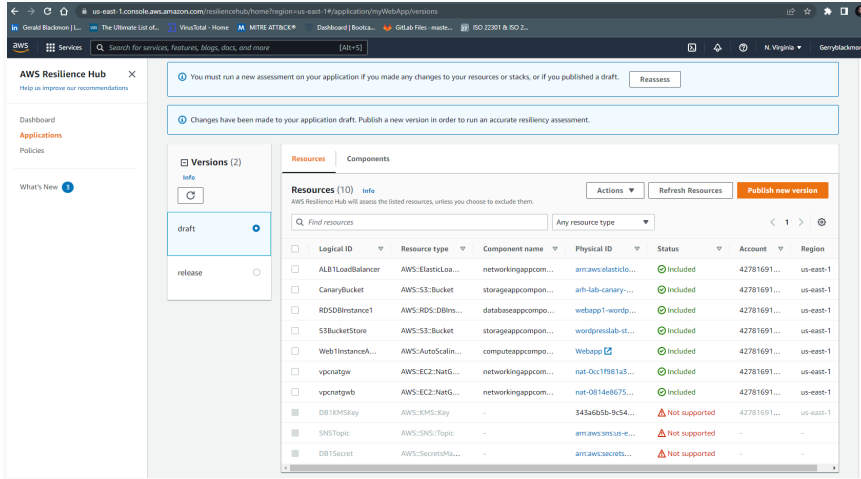 us-east-1.console.aws.amazon.com/resiliencehub/home?region=us-east-1#/application/myWebApp/versions
Gerald Blackmon | L... The Ultimate List of... VirusTotal - Home MITRE ATT&CK® Dashboard | Bootca... GitLab Files · maste... ISO 22301 & ISO 2...
aws Services Search for services, features, blogs, docs, and more [Alt+S] N. Virginia Gerryblackmon
AWS Resilience Hub
Help us improve our recommendations
Dashboard
Applications
Policies
What's New
You must run a new assessment on your application if you made any changes to your resources or stacks, or if you published a draft. Reassess
Changes have been made to your application draft. Publish a new version in order to run an accurate resiliency assessment.
Versions (2)
Info
draft
release
Resources Components
Resources (10) Info Actions Refresh Resources Publish new version
AWS Resilience Hub will assess the listed resources, unless you choose to exclude them.
Find resources Any resource type 1
Logical ID Resource type Component name Physical ID Status Account Region
ALB1LoadBalancer AWS::ElasticLoa... networkingappcom... arn:aws:elasticlo... Included 42781691... us-east-1
CanaryBucket AWS::S3::Bucket storageappcompon... arh-lab-canary-... Included 42781691... us-east-1
RDSDBInstance1 AWS::RDS::DBIns... databaseappcompo... webapp1-wordp... Included 42781691... us-east-1
S3BucketStore AWS::S3::Bucket storageappcompon... wordpresslab-st... Included 42781691... us-east-1
Web1InstanceA... AWS::AutoScalin... computeappcompo... Webapp Included 42781691... us-east-1
vpcnatgw AWS::EC2::NatG... networkingappcom... nat-0cc1f981a3... Included 42781691... us-east-1
vpcnatgwb AWS::EC2::NatG... networkingappcom... nat-0814e8675... Included 42781691... us-east-1
DB1KMSKey AWS::KMS::Key - 343a6b5b-9c54... Not supported 42781691... us-east-1
SNSTopic AWS::SNS::Topic - arn:aws:sns:us-e... Not supported - -
DB1Secret AWS::SecretsMa... - arn:aws:secrets... Not supported - -